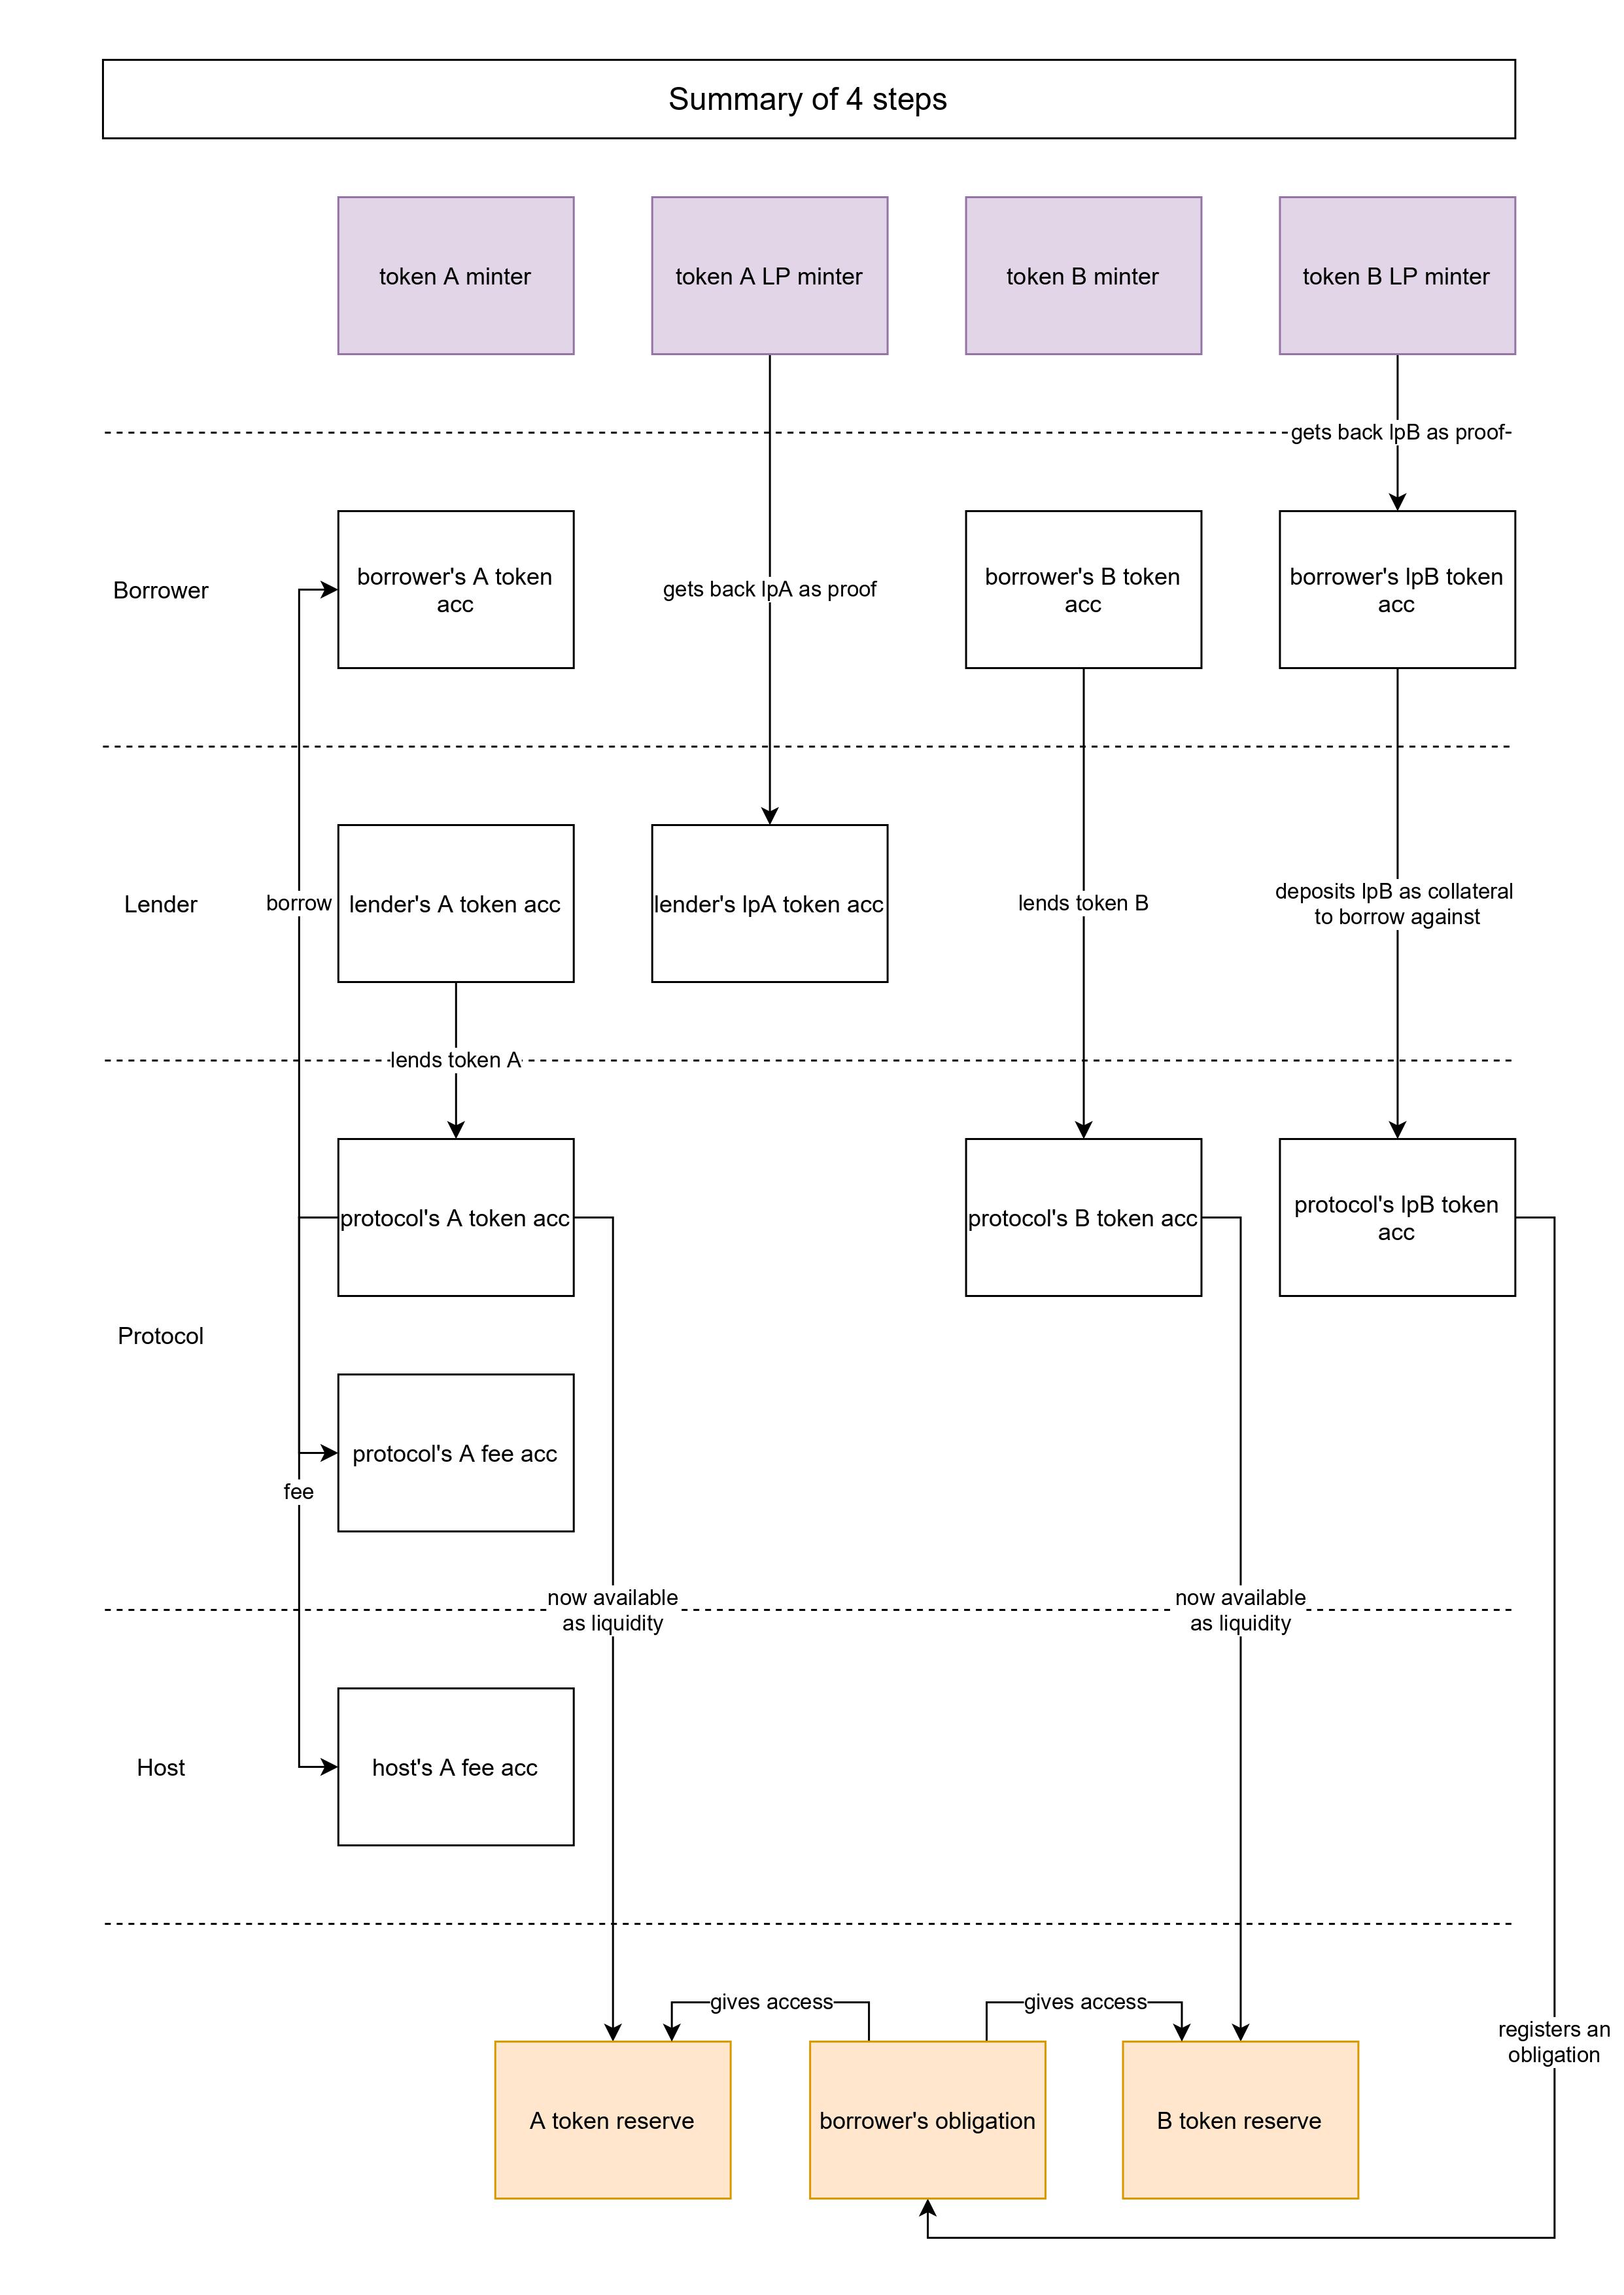 Summary of 4 steps
token A minter
token A LP minter
token B minter
token B LP minter
gets back lpB as proof
Borrower
borrower's A token
acc
gets back lpA as proof
borrower's B token
acc
borrower's lpB token
acc
Lender
borrow
lender's A token acc
lender's lpA token acc
lends token B
deposits lpB as collateral
to borrow against
lends token A
protocol's A token acc
protocol's B token acc
protocol's lpB token
acc
Protocol
protocol's A fee acc
fee
now available
as liquidity
now available
as liquidity
Host
host's A fee acc
gives access
gives access
registers an
obligation
A token reserve
borrower's obligation
B token reserve